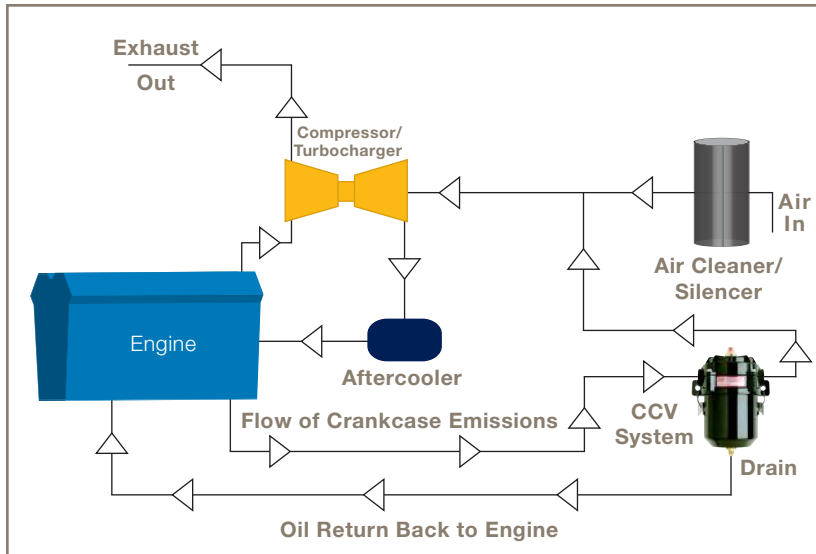 Exhaust
Out
Compressor/
Turbocharger
Air
In
Air Cleaner/
Silencer
Engine
Aftercooler
Flow of Crankcase Emissions
CCV
System
Drain
Oil Return Back to Engine